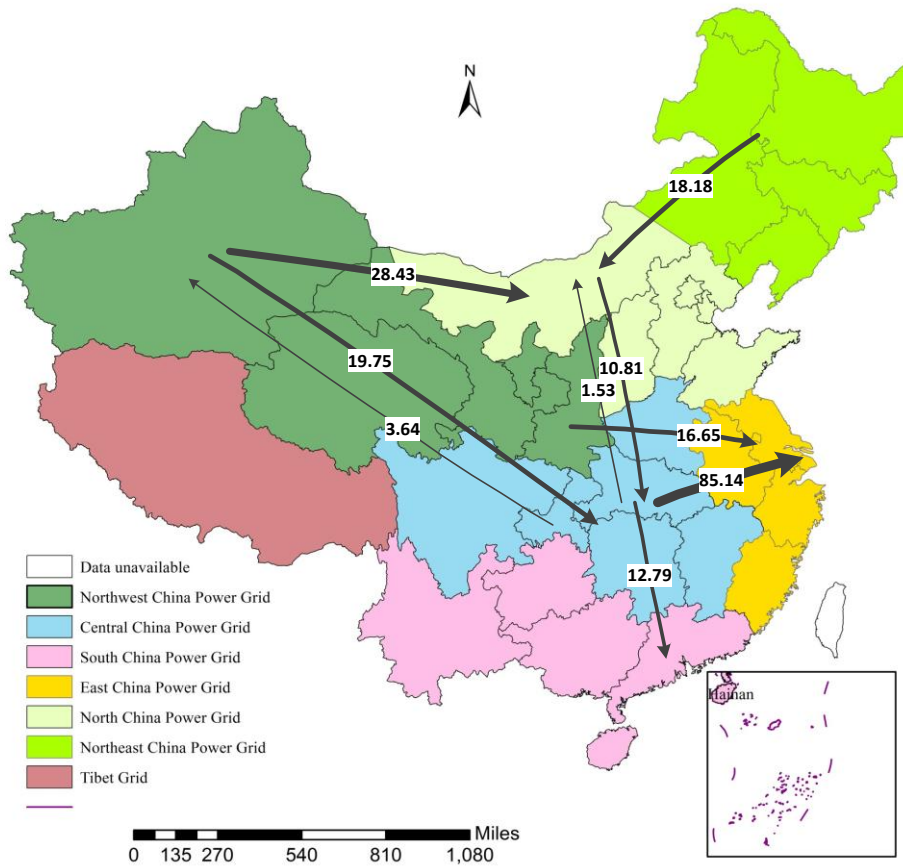 N
18.18
28.43
19.75
10.81
1.53
3.64
16.65
85.14
12.79
Data unavailable
Northwest China Power Grid
Central China Power Grid
South China Power Grid
East China Power Grid
North China Power Grid
Northeast China Power Grid
Tibet Grid
Hainan
Miles
0 135 270 540 810 1,080